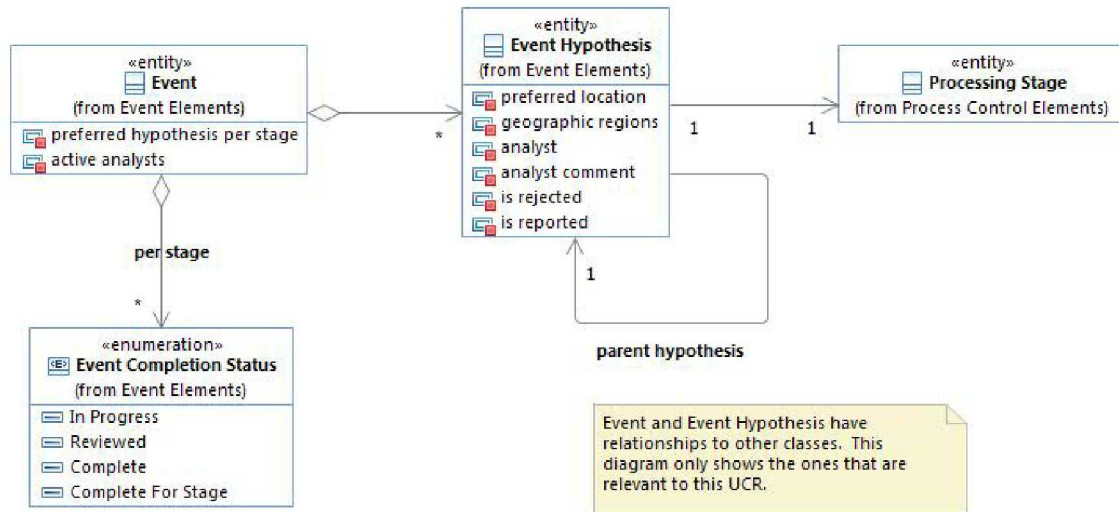 «entity»
Event
(from Event Elements)
preferred hypothesis per stage
active analysts
*
«entity»
Event Hypothesis
(from Event Elements)
preferred location
geographic regions
analyst
analyst comment
is rejected
is reported
1
1
«entity»
Processing Stage
(from Process Control Elements)
per stage
*
1
parent hypothesis
«enumeration»
<E> Event Completion Status
(from Event Elements)
In Progress
Reviewed
Complete
Complete For Stage
Event and Event Hypothesis have
relationships to other classes. This
diagram only shows the ones that are
relevant to this UCR.